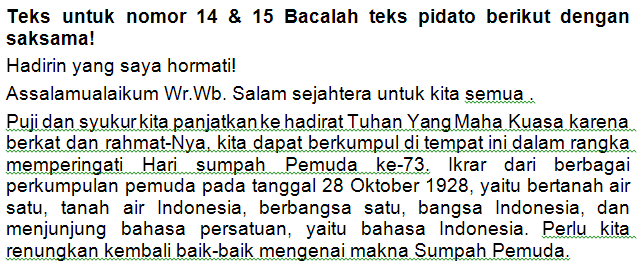 Teks untuk nomor 14 & 15 Bacalah teks pidato berikut dengan
saksama!
Hadirin yang saya hormati!
Assalamualaikum Wr.Wb. Salam sejahtera untuk kita semua .
Puji dan syukur kita panjatkan ke hadirat Tuhan Yang Maha Kuasa karena
berkat dan rahmat-Nya, kita dapat berkumpul di tempat ini dalam rangka
memperingati Hari sumpah Pemuda ke-73. Ikrar dari berbagai
perkumpulan pemuda pada tanggal 28 Oktober 1928, yaitu bertanah air
satu, tanah air Indonesia, berbangsa satu, bangsa Indonesia, dan
menjunjung bahasa persatuan, yaitu bahasa Indonesia. Perlu kita
renungkan kembali baik-baik mengenai makna Sumpah Pemuda.